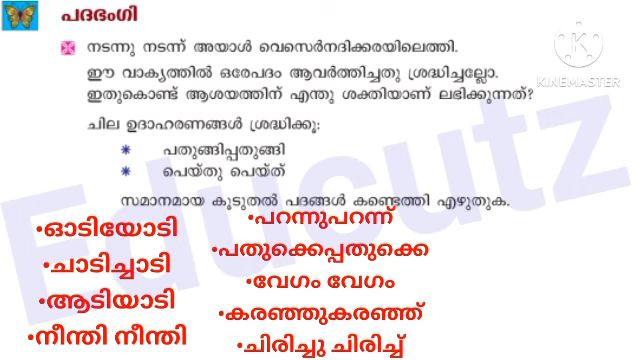 പദഭംഗി
നടന്നു നടന്ന് അയാൾ വെസെർനദിക്കരയിലെത്തി.
ഈ വാക്യത്തിൽ ഒരേപദം ആവർത്തിച്ചതു ശ്രദ്ധിച്ചല്ലോ.
ഇതുകൊണ്ട് ആശയത്തിന് എന്തു ശക്തിയാണ് ലഭിക്കുന്നത്?
ചില ഉദാഹരണങ്ങൾ ശ്രദ്ധിക്കൂ:
* പതുങ്ങിപ്പതുങ്ങി
* പെയ്തു പെയ്ത്
സമാനമായ കൂടുതൽ പദങ്ങൾ കണ്ടെത്തി എഴുതുക.
•ഓടിയോടി
•ചാടിച്ചാടി
•ആടിയാടി
•നീന്തി നീന്തി
•പറന്നുപറന്ന്
•പതുക്കെപ്പതുക്കെ
•വേഗം വേഗം
•കരഞ്ഞുകരഞ്ഞ്
•ചിരിച്ചു ചിരിച്ച്
KINEMASTER
Educutz